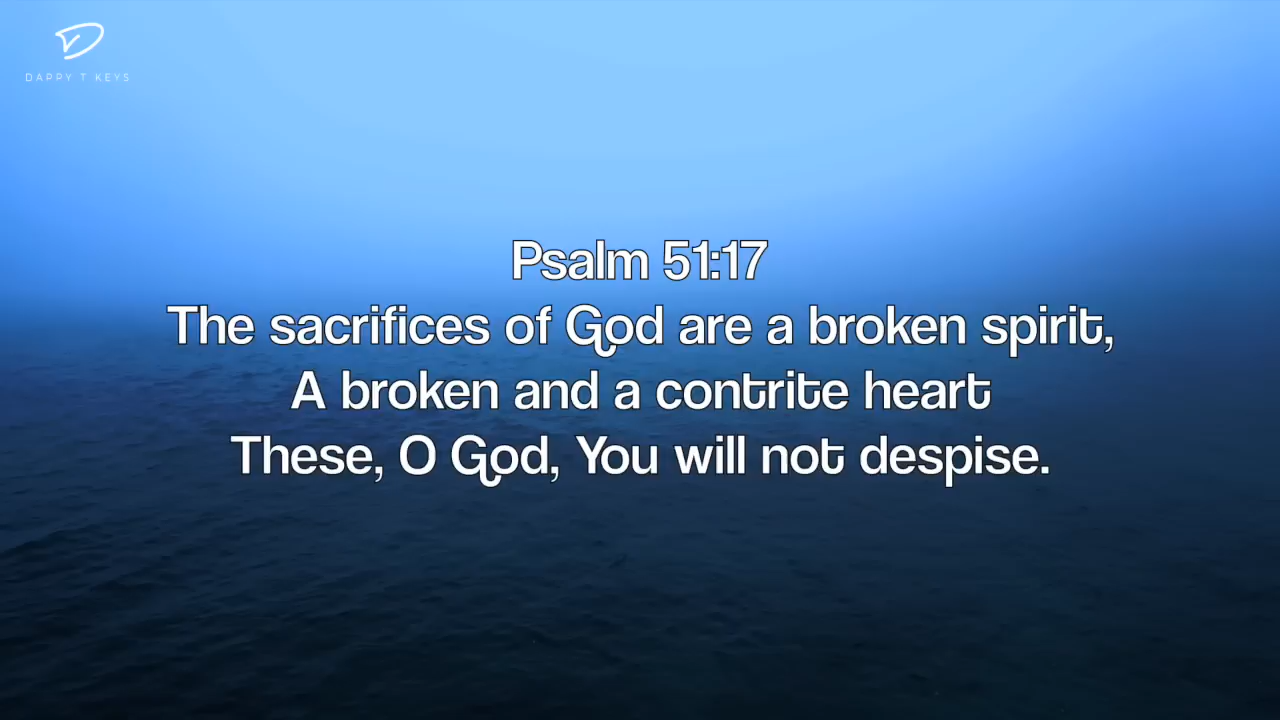 DAPPY T KEYS
Psalm 51:17
The sacrifices of God are a broken spirit,
A broken and a contrite heart
These, O God, You will not despise.